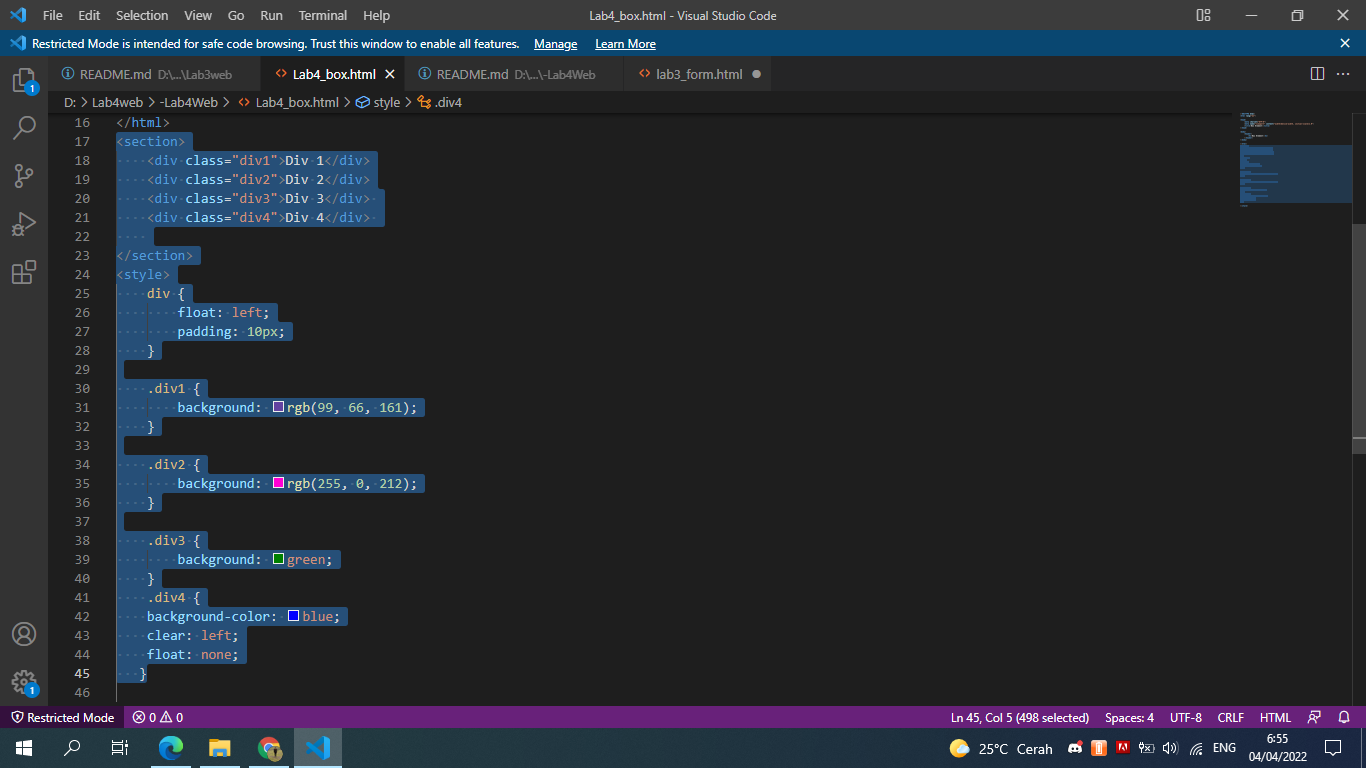 File Edit Selection View Go Run Terminal Help Lab4_box.html - Visual Studio Code
Restricted Mode is intended for safe code browsing. Trust this window to enable all features. Manage Learn More
README.md D:\...\Lab3web Lab4_box.html README.md D:\...\-Lab4Web lab3_form.html
D: > Lab4web > -Lab4Web > Lab4_box.html > style > .div4
16 </html>
17 <section>
18 <div class="div1">Div 1</div>
19 <div class="div2">Div 2</div>
20 <div class="div3">Div 3</div>
21 <div class="div4">Div 4</div>
22
23 </section>
24 <style>
25 div {
26 float: left;
27 padding: 10px;
28 }
29
30 .div1 {
31 background: rgb(99, 66, 161);
32 }
33
34 .div2 {
35 background: rgb(255, 0, 212);
36 }
37
38 .div3 {
39 background: green;
40 }
41 .div4 {
42 background-color: blue;
43 clear: left;
44 float: none;
45 }
46
1
1
Restricted Mode 0 0 Ln 45, Col 5 (498 selected) Spaces: 4 UTF-8 CRLF HTML
25°C Cerah ENG 6:55
04/04/2022